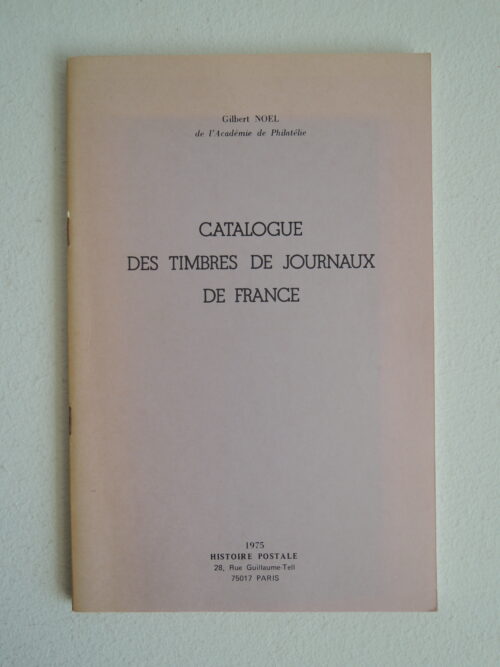 Gilbert NOEL
de l'Académie de Philatélie
CATALOGUE
DES TIMBRES DE JOURNAUX
DE FRANCE
1975
HISTOIRE POSTALE
28, Rue Guillaume-Tell
75017 PARIS